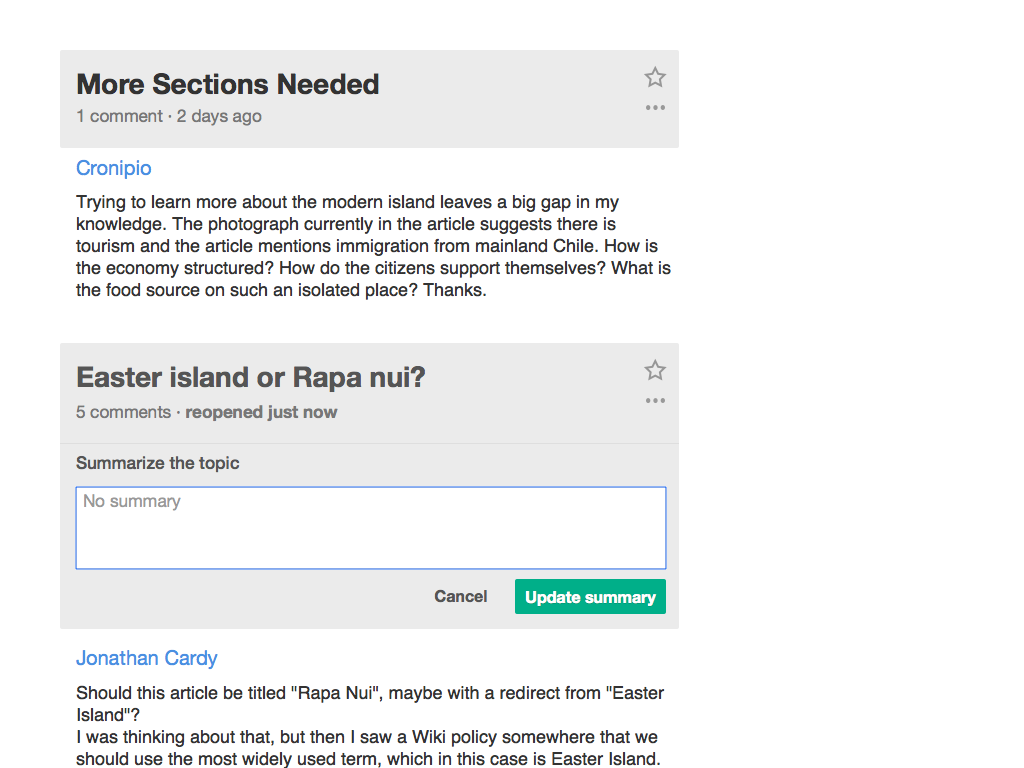 More Sections Needed
1 comment · 2 days ago
Cronipio
Trying to learn more about the modern island leaves a big gap in my
knowledge. The photograph currently in the article suggests there is
tourism and the article mentions immigration from mainland Chile. How is
the economy structured? How do the citizens support themselves? What is
the food source on such an isolated place? Thanks.
Easter island or Rapa nui?
5 comments · reopened just now
Summarize the topic
No summary
Cancel
Update summary
Jonathan Cardy
Should this article be titled "Rapa Nui", maybe with a redirect from "Easter
Island"?
I was thinking about that, but then I saw a Wiki policy somewhere that we
should use the most widely used term, which in this case is Easter Island.